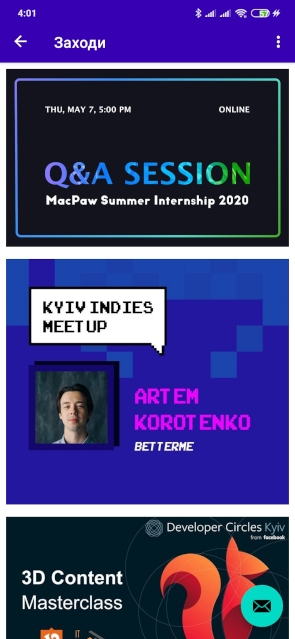 4:01
Заходи
THU, MAY 7, 5:00 PM ONLINE
Q&A SESSION
MacPaw Summer Internship 2020
KYIV INDIES
MEETUP
ARTEM
KOROTENKO
BETTERME
Developer Circles Kyiv
from facebook
3D Content
Masterclass